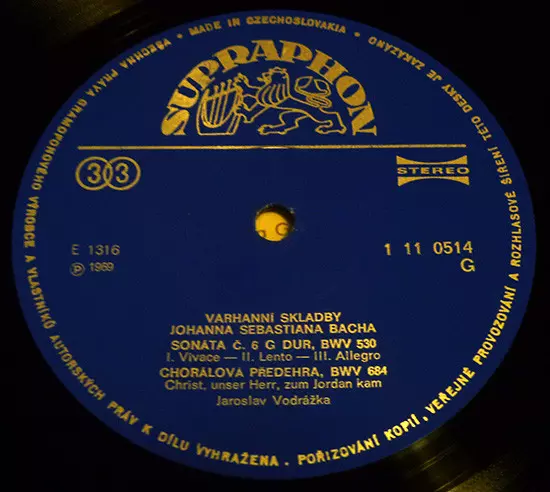 MADE IN CZECHOSLOVAKIA • VŠECHNA PRÁVA GRAMOFONOVÉHO VÝROBCE A VLASTNÍKŮ AUTORSKÝCH PRÁV K DÍLU VYHRAŽENA. POŘIZOVÁNÍ KOPIÍ, VEŘEJNÉ PROVOZOVÁNÍ A ROZHLASOVÉ ŠÍŘENÍ TÉTO DESKY JE ZAKÁZÁNO •
SUPRAPHON
33
STEREO
E 1316
1 11 0514
Ⓟ 1969
G
VARHANNÍ SKLADBY
JOHANNA SEBASTIANA BACHA
SONÁTA Č. 6 G DUR, BWV 530
I. Vivace — II. Lento — III. Allegro
CHORÁLOVÁ PŘEDEHRA, BWV 684
Christ, unser Herr, zum Jordan kam
Jaroslav Vodrážka